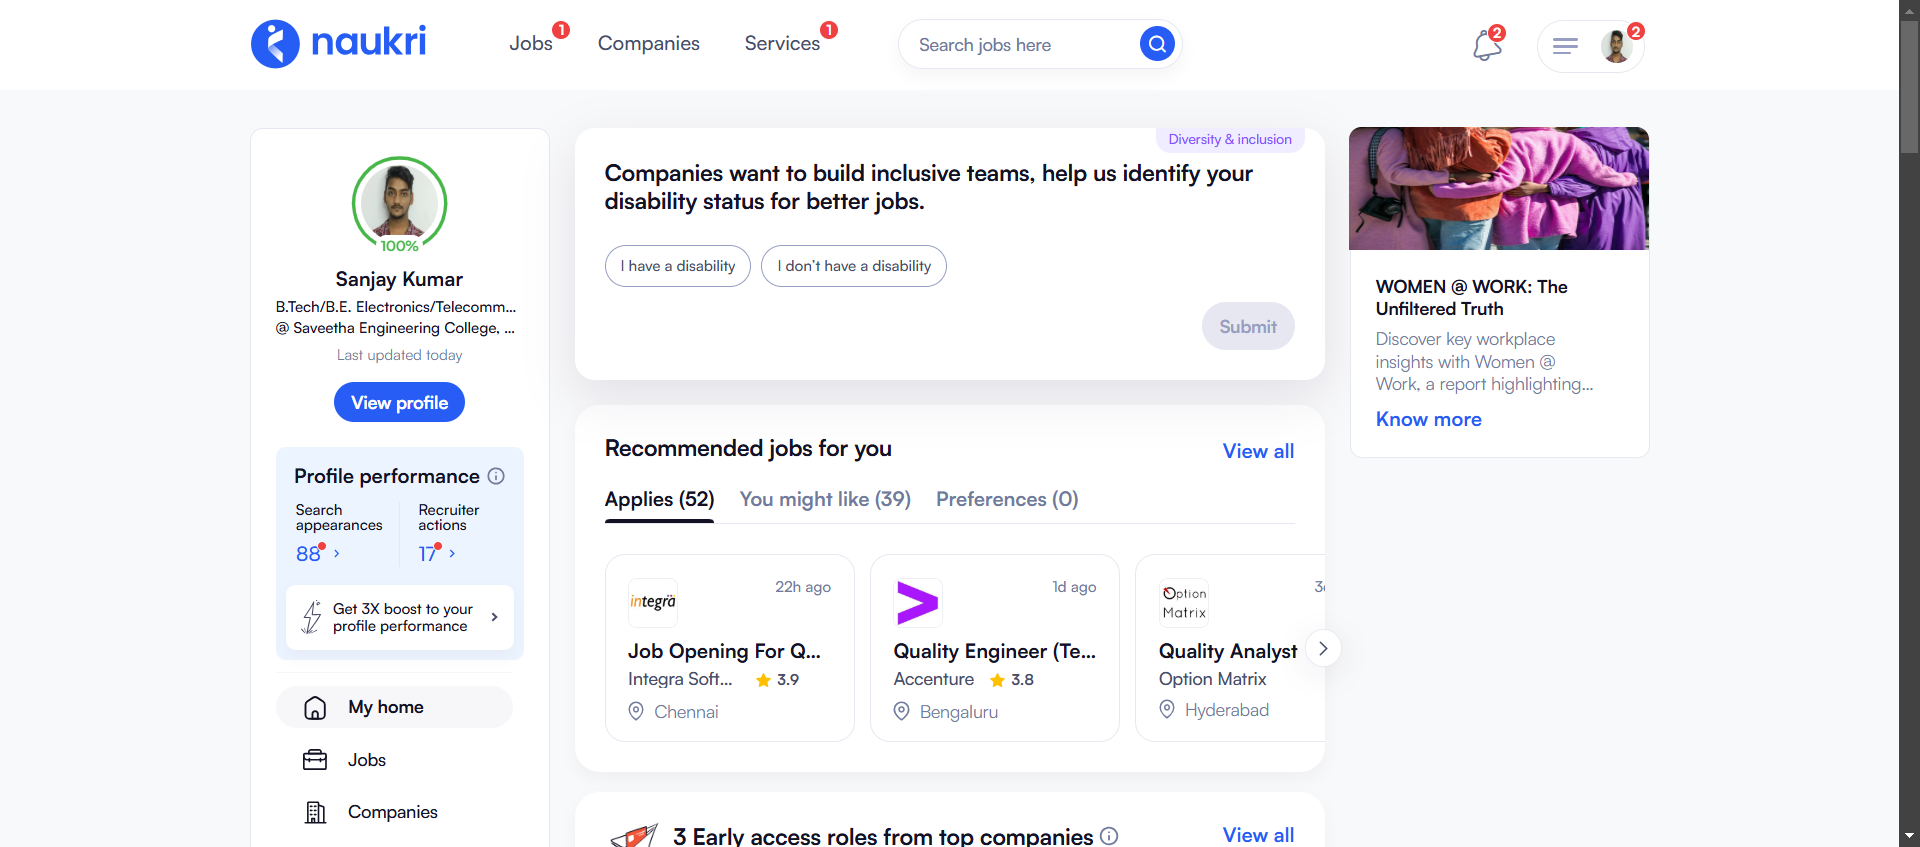 naukri
Jobs 1
Companies
Services 1
Search jobs here
2
2
100%
Sanjay Kumar
B.Tech/B.E. Electronics/Telecomm...
@ Saveetha Engineering College, ...
Last updated today
View profile
Profile performance
Search appearances
88
Recruiter actions
17
Get 3X boost to your
profile performance
My home
Jobs
Companies
Diversity & inclusion
Companies want to build inclusive teams, help us identify your
disability status for better jobs.
I have a disability
I don't have a disability
Submit
Recommended jobs for you
View all
Applies (52)
You might like (39)
Preferences (0)
integrä
22h ago
Job Opening For Q...
Integra Soft... 3.9
Chennai
1d ago
Quality Engineer (Te...
Accenture 3.8
Bengaluru
Option
Matrix
Quality Analyst
Option Matrix
Hyderabad
3 Early access roles from top companies
View all
WOMEN @ WORK: The
Unfiltered Truth
Discover key workplace
insights with Women @
Work, a report highlighting...
Know more